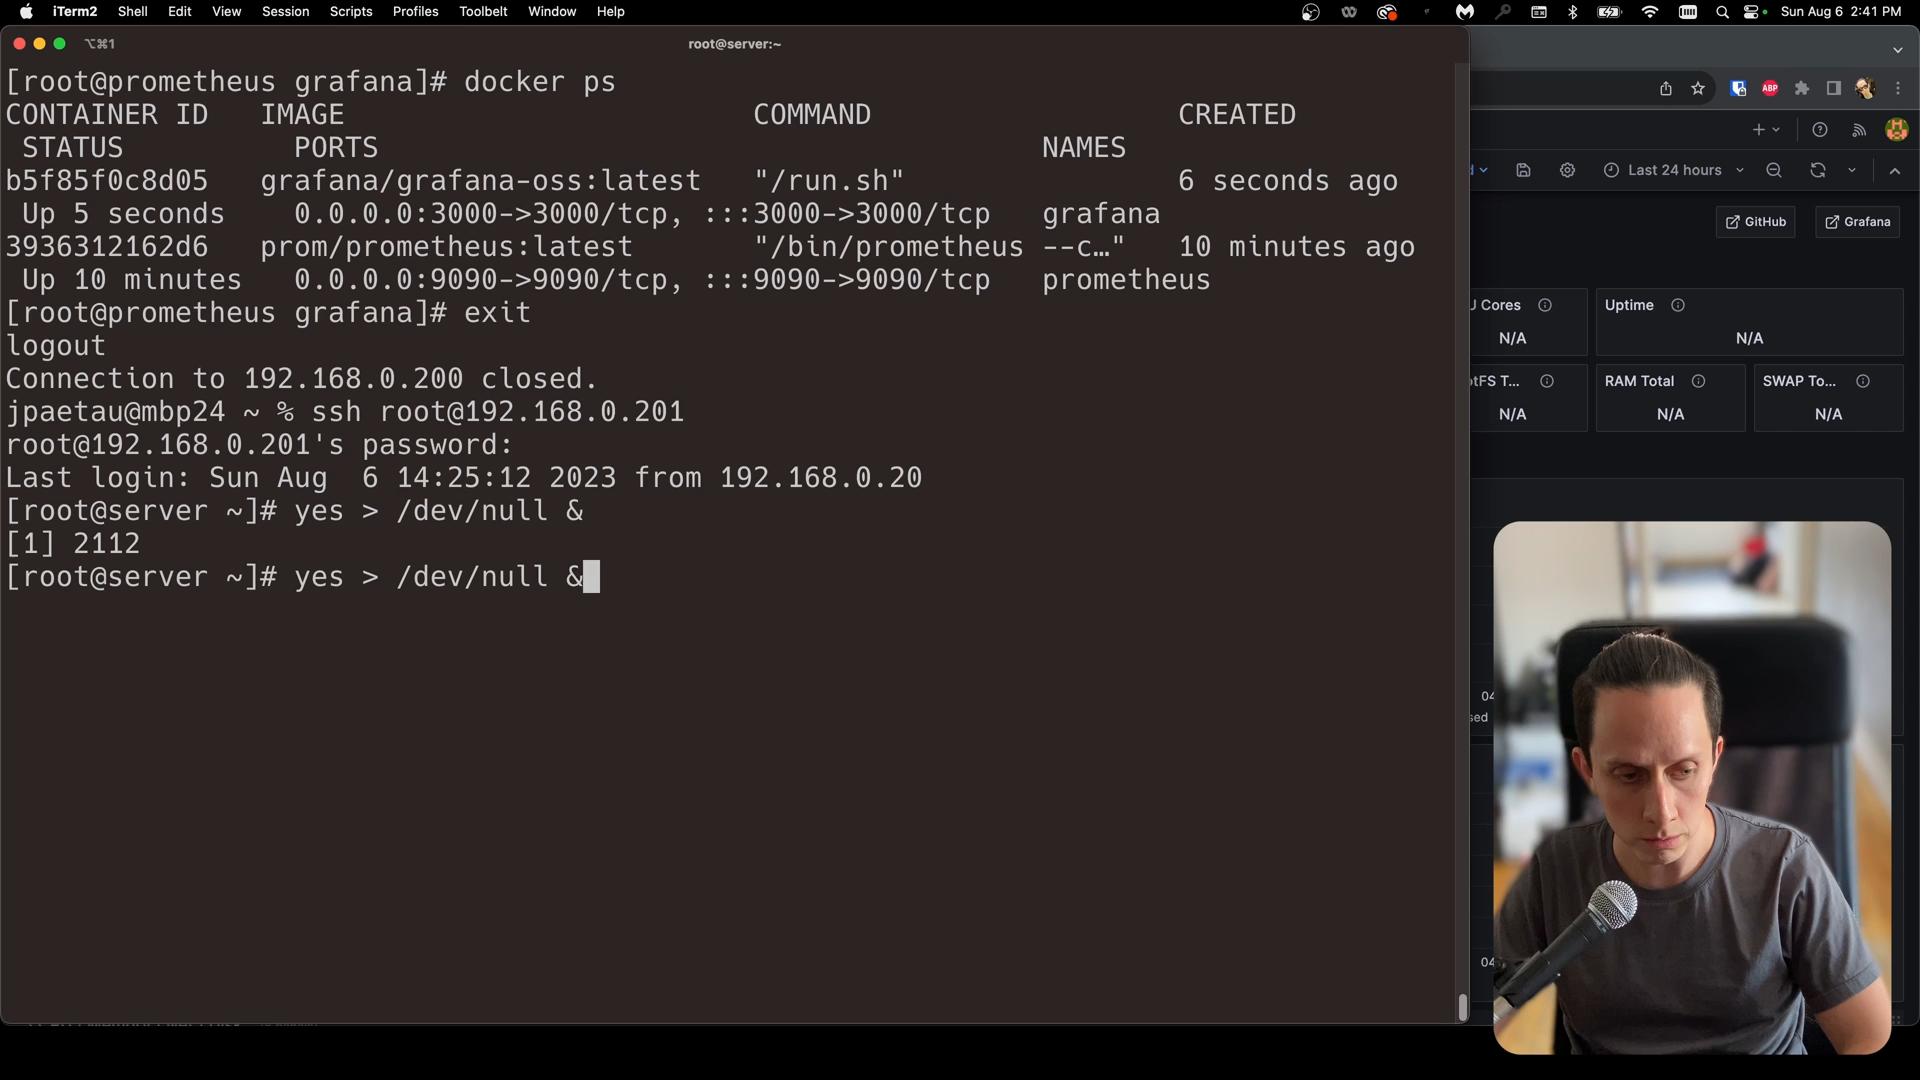 iTerm2 Shell Edit View Session Scripts Profiles Toolbelt Window Help
Sun Aug 6 2:41 PM
⌥⌘1
root@server:~
[root@prometheus grafana]# docker ps
CONTAINER ID IMAGE COMMAND CREATED
STATUS PORTS NAMES
b5f85f0c8d05 grafana/grafana-oss:latest "/run.sh" 6 seconds ago
Up 5 seconds 0.0.0.0:3000->3000/tcp, :::3000->3000/tcp grafana
3936312162d6 prom/prometheus:latest "/bin/prometheus --c…" 10 minutes ago
Up 10 minutes 0.0.0.0:9090->9090/tcp, :::9090->9090/tcp prometheus
[root@prometheus grafana]# exit
logout
Connection to 192.168.0.200 closed.
jpaetau@mbp24 ~ % ssh root@192.168.0.201
root@192.168.0.201's password:
Last login: Sun Aug 6 14:25:12 2023 from 192.168.0.20
[root@server ~]# yes > /dev/null &
[1] 2112
[root@server ~]# yes > /dev/null &
ABP
Last 24 hours
GitHub Grafana
U Cores
N/A
Uptime
N/A
otFS T...
N/A
RAM Total
N/A
SWAP To...
N/A
04
sed
04